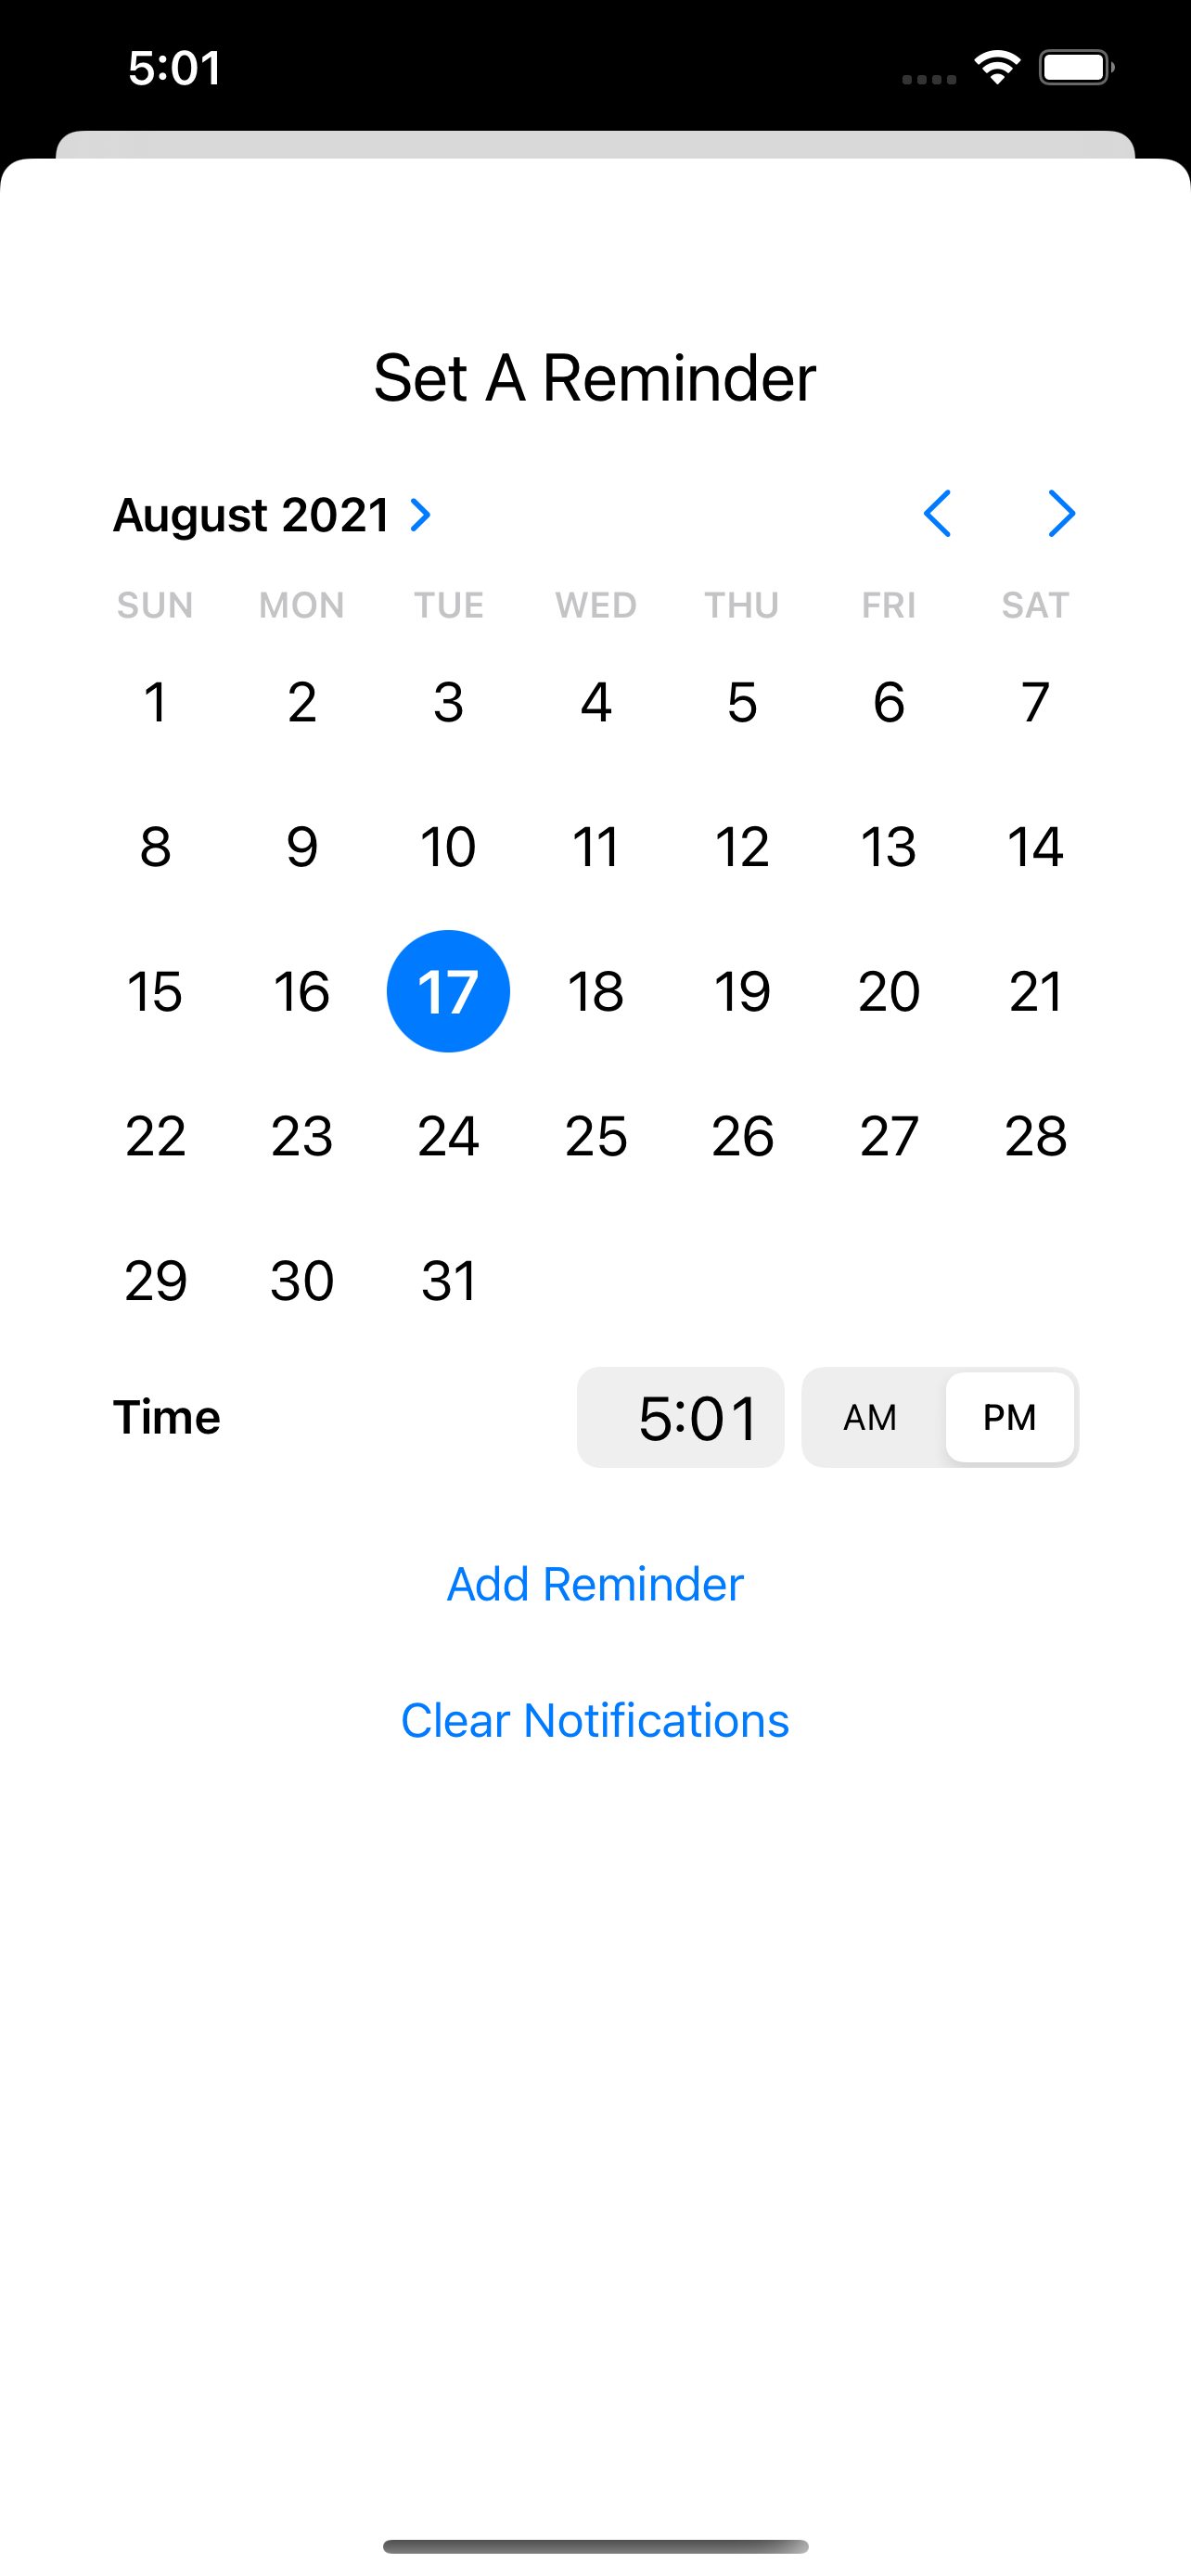 5:01
Set A Reminder
August 2021
SUN MON TUE WED THU FRI SAT
1 2 3 4 5 6 7
8 9 10 11 12 13 14
15 16 17 18 19 20 21
22 23 24 25 26 27 28
29 30 31
Time 5:01 AM PM
Add Reminder
Clear Notifications